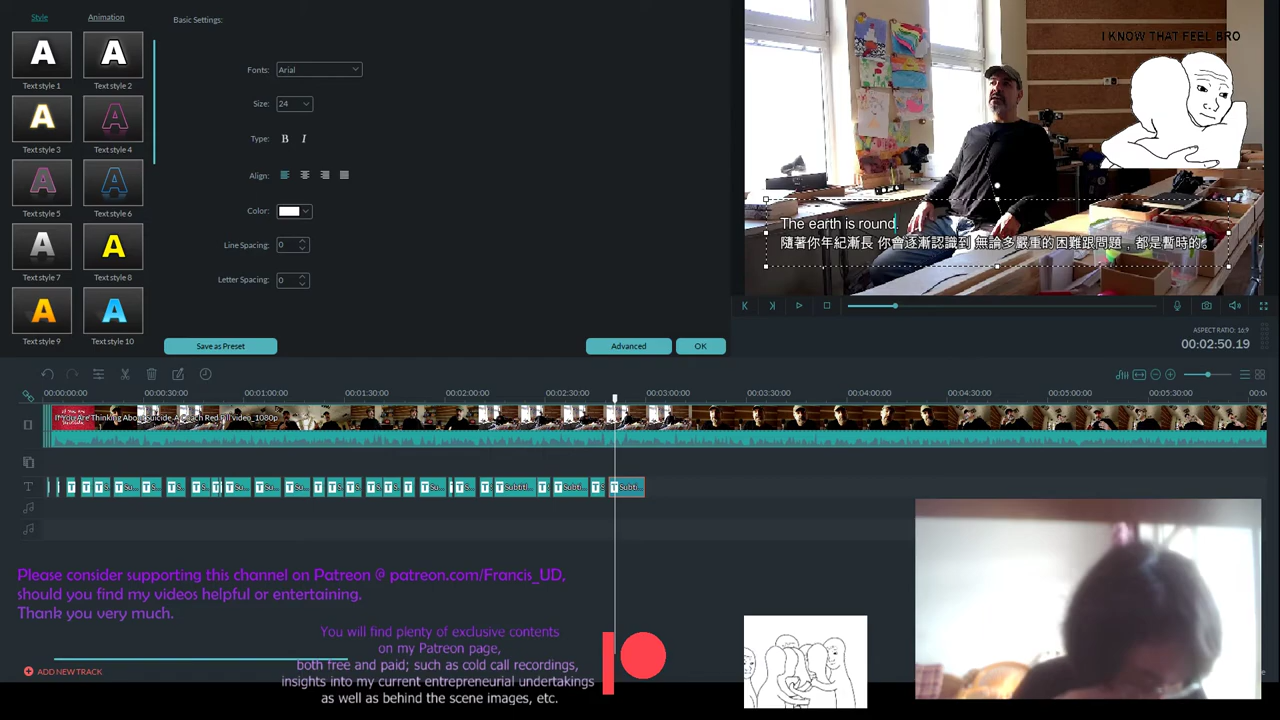 Style
Animation
Basic Settings:
A
A
Text style 1
Text style 2
A
A
Text style 3
Text style 4
A
A
Text style 5
Text style 6
A
A
Text style 7
Text style 8
A
A
Text style 9
Text style 10
Fonts:
Arial
Size:
24
Type:
B
I
Align:
Color:
Line Spacing:
0
Letter Spacing:
0
Save as Preset
Advanced
OK
I KNOW THAT FEEL BRO
The earth is round
隨著你年紀漸長 你會逐漸認識到 無論多嚴重的困難跟問題，都是暫時的。
ASPECT RATIO: 16:9
00:02:50.19
00:00:00:00
00:00:30:00
00:01:00:00
00:01:30:00
00:02:00:00
00:02:30:00
00:03:00:00
00:03:30:00
00:04:00:00
00:04:30:00
00:05:00:00
00:05:30:00
If You Are Thinking About Suicide
Red Pill video_1080p
Please consider supporting this channel on Patreon @ patreon.com/Francis_UD,
should you find my videos helpful or entertaining.
Thank you very much.
You will find plenty of exclusive contents
on my Patreon page,
both free and paid; such as cold call recordings,
insights into my current entrepreneurial undertakings
as well as behind the scene images, etc.
ADD NEW TRACK